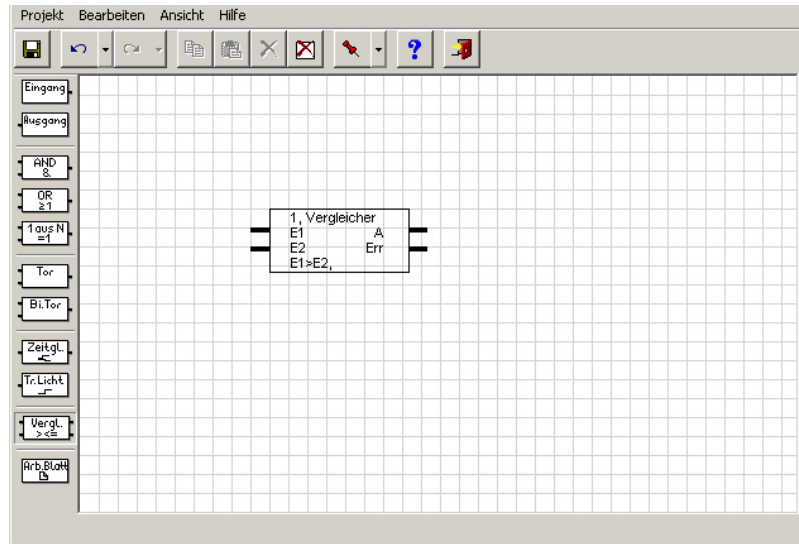 Projekt Bearbeiten Ansicht Hilfe
?
Eingang
Ausgang
AND
&
OR
≥1
1 aus N
=1
Tor
Bi.Tor
Zeitgl.
Tr.Licht
Vergl.
><=
Arb.Blatt
1, Vergleicher
E1 A
E2 Err
E1>E2,